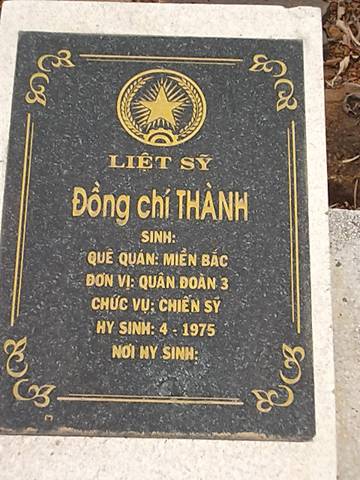 LIỆT SỸ
Đồng chí THÀNH
SINH:
QUÊ QUÁN: MIỀN BẮC
ĐƠN VỊ: QUÂN ĐOÀN 3
CHỨC VỤ: CHIẾN SỸ
HY SINH: 4 - 1975
NƠI HY SINH: